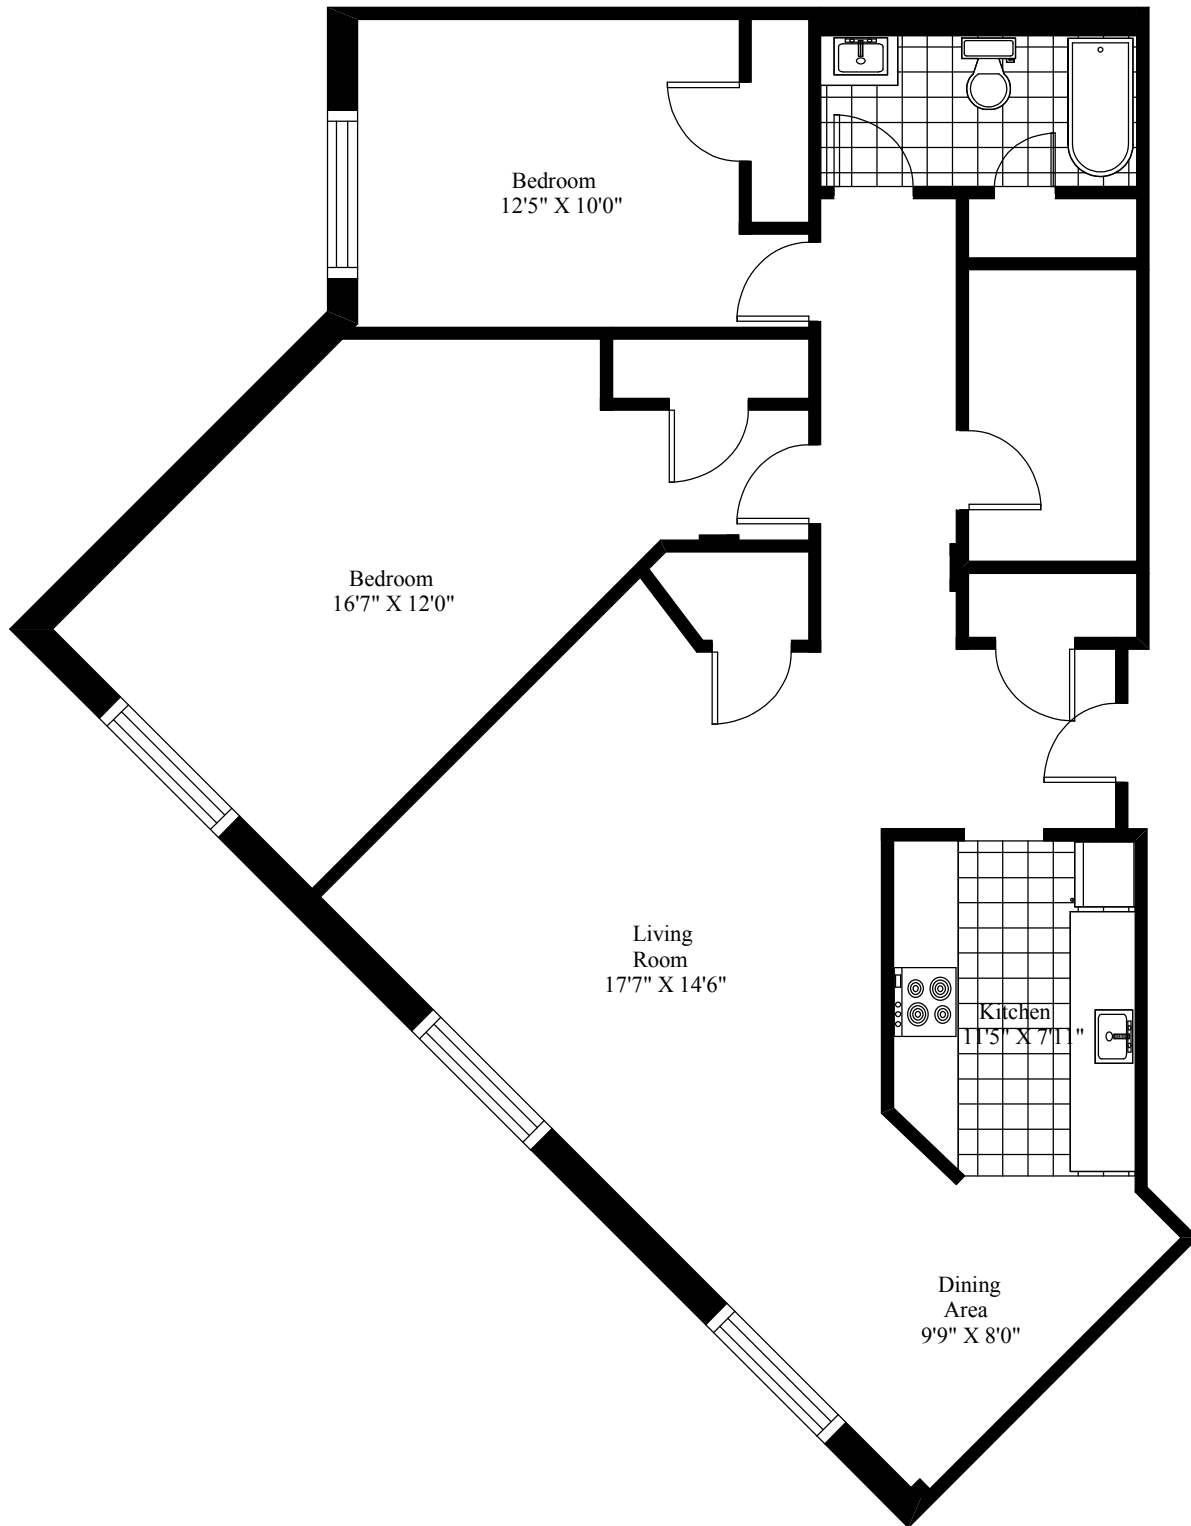 Bedroom
12'5" X 10'0"
Bedroom
16'7" X 12'0"
Living
Room
17'7" X 14'6"
Kitchen
11'5" X 7'11"
Dining
Area
9'9" X 8'0"